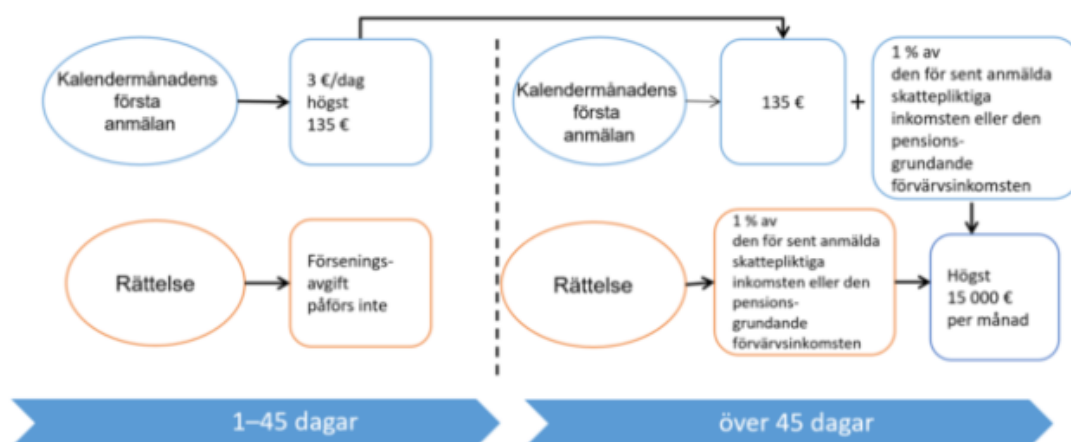 Kalendermånadens
första
anmälan
3 €/dag
högst
135 €
Kalendermånadens
första
anmälan
135 €
+
1 % av
den för sent anmälda
skattepliktiga
inkomsten eller den
pensions-
grundande
förvärvsinkomsten
Rättelse
Försenings-
avgift
påförs inte
Rättelse
1 % av
den för sent anmälda
skattepliktiga
inkomsten eller den
pensions-
grundande
förvärvsinkomsten
Högst
15 000 €
per månad
1–45 dagar
över 45 dagar